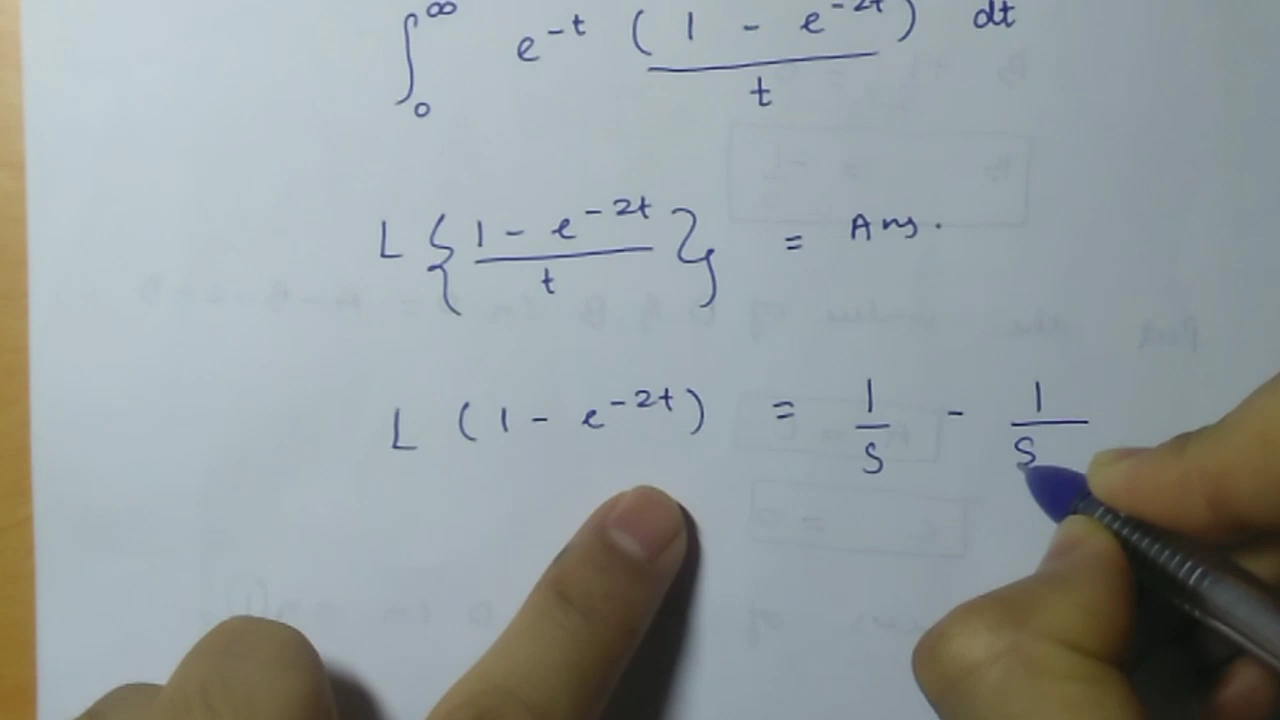 ∫₀^∞ e^{-t} (1 - e^{-2t})/t dt
L{(1 - e^{-2t})/t} = Ans.
L(1 - e^{-2t}) = 1/s - 1/s